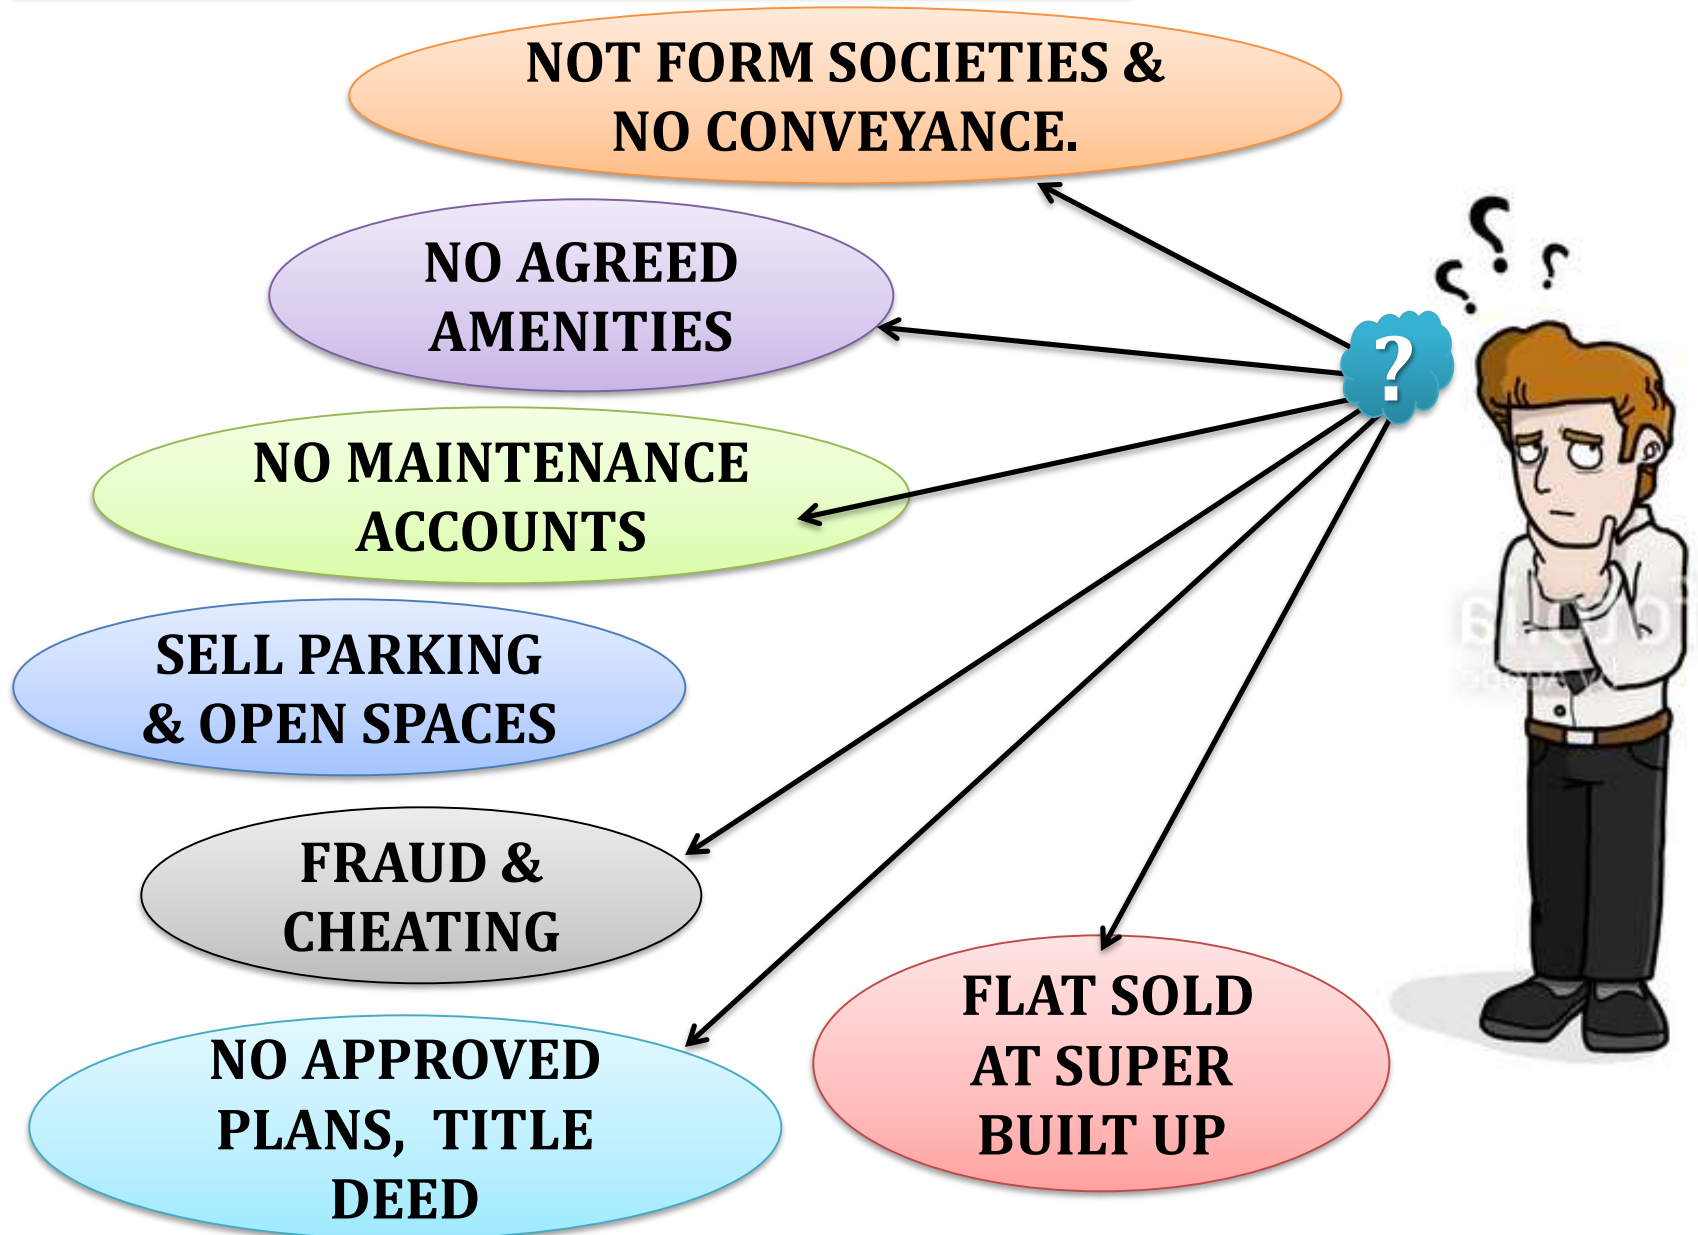 NOT FORM SOCIETIES &
NO CONVEYANCE.
NO AGREED
AMENITIES
?
NO MAINTENANCE
ACCOUNTS
SELL PARKING
& OPEN SPACES
FRAUD &
CHEATING
FLAT SOLD
AT SUPER
BUILT UP
NO APPROVED
PLANS, TITLE
DEED